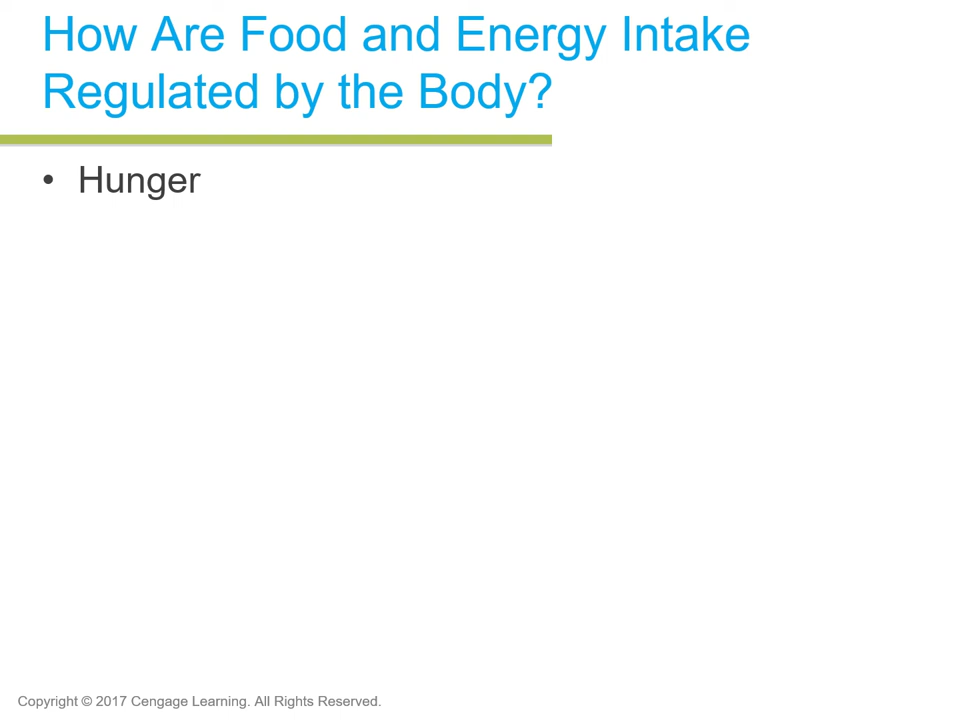 How Are Food and Energy Intake
Regulated by the Body?
• Hunger
Copyright © 2017 Cengage Learning. All Rights Reserved.